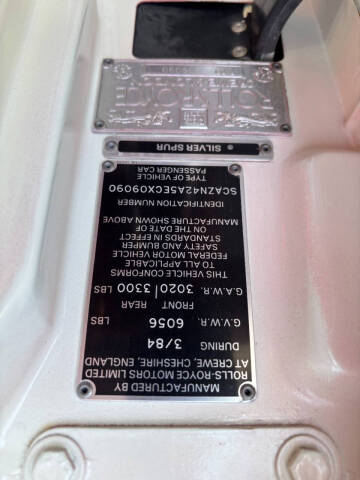 MANUFACTURED BY
ROLLS-ROYCE MOTORS LIMITED
AT CREWE, CHESHIRE, ENGLAND
DURING 3/84
G.V.W.R. 6056 LBS
FRONT REAR
G.A.W.R. 3020 3300 LBS
THIS VEHICLE CONFORMS
TO ALL APPLICABLE
FEDERAL MOTOR VEHICLE
SAFETY AND BUMPER
STANDARDS IN EFFECT
ON THE DATE OF
MANUFACTURE SHOWN ABOVE
IDENTIFICATION NUMBER
SCAZN42A5ECX09090
TYPE OF VEHICLE
PASSENGER CAR
SILVER SPUR
ROLLS-ROYCE